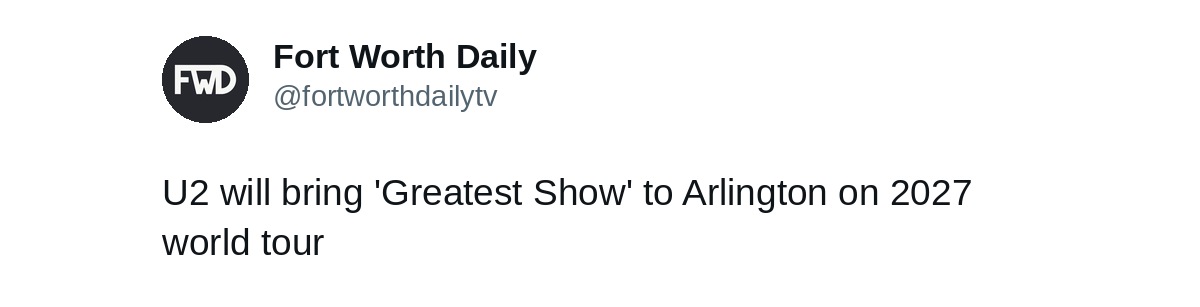 FWD
Fort Worth Daily
@fortworthdailytv
U2 will bring 'Greatest Show' to Arlington on 2027
world tour